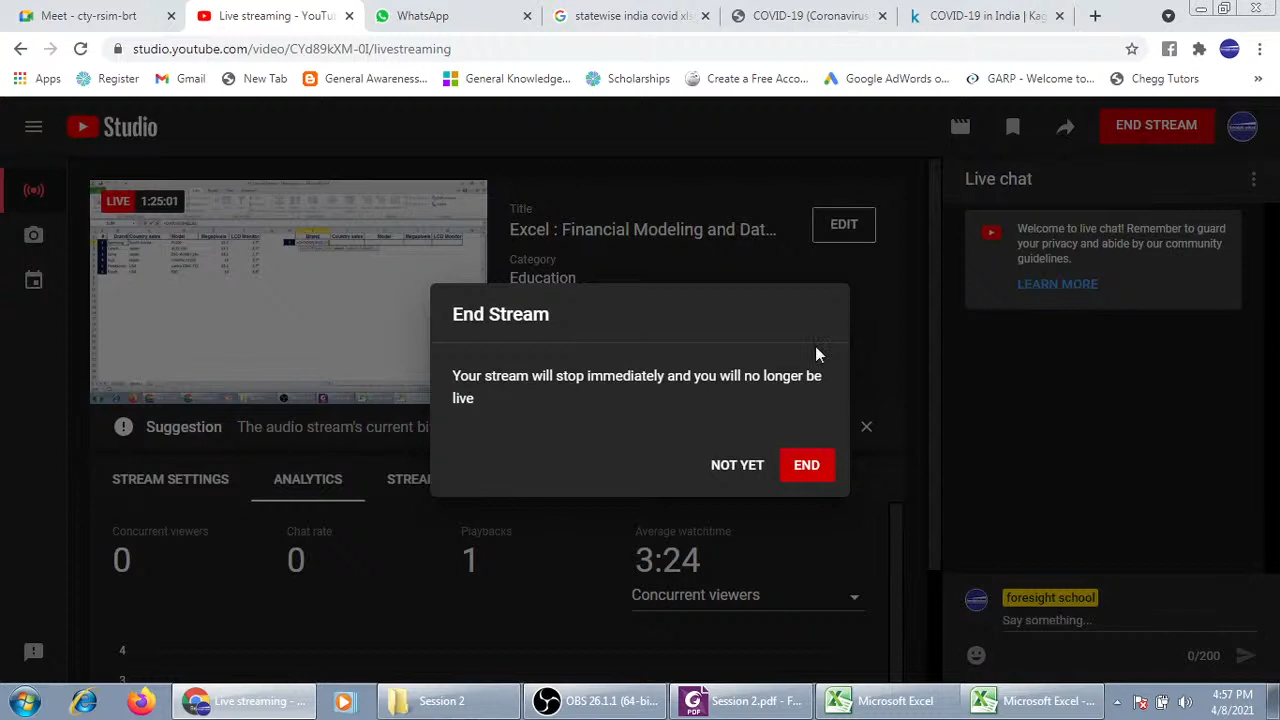 Meet - cty-rsim-brt
Live streaming - YouTu
WhatsApp
statewise india covid xls
COVID-19 (Coronavirus
COVID-19 in India | Kag
studio.youtube.com/video/CYd89kXM-0I/livestreaming
Apps
Register
Gmail
New Tab
General Awareness...
General Knowledge...
Scholarships
Create a Free Acco...
Google AdWords o...
GARP - Welcome to...
Chegg Tutors
»
Studio
END STREAM
LIVE 1:25:01
Title
Excel : Financial Modeling and Dat...
EDIT
Category
Education
Live chat
Welcome to live chat! Remember to guard
your privacy and abide by our community
guidelines.
LEARN MORE
End Stream
Your stream will stop immediately and you will no longer be
live
NOT YET
END
Suggestion
The audio stream's current bi
STREAM SETTINGS
ANALYTICS
STREA
Concurrent viewers
0
Chat rate
0
Playbacks
1
Average watchtime
3:24
Concurrent viewers
4
3
foresight school
Say something...
0/200
Live streaming - ...
Session 2
OBS 26.1.1 (64-bi...
PDF
Session 2.pdf - F...
Microsoft Excel
Microsoft Excel -...
4:57 PM
4/8/2021